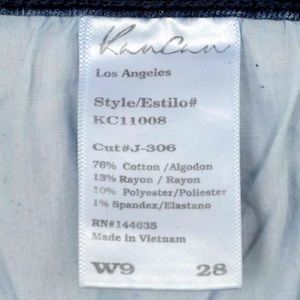 KanCan
Los Angeles
Style/Estilo#
KC11008
Cut#J-306
76% Cotton /Algodon
13% Rayon / Rayon
10% Polyester/Poliester
1% Spandex/Elastano
RN#144635
Made in Vietnam
W9 28